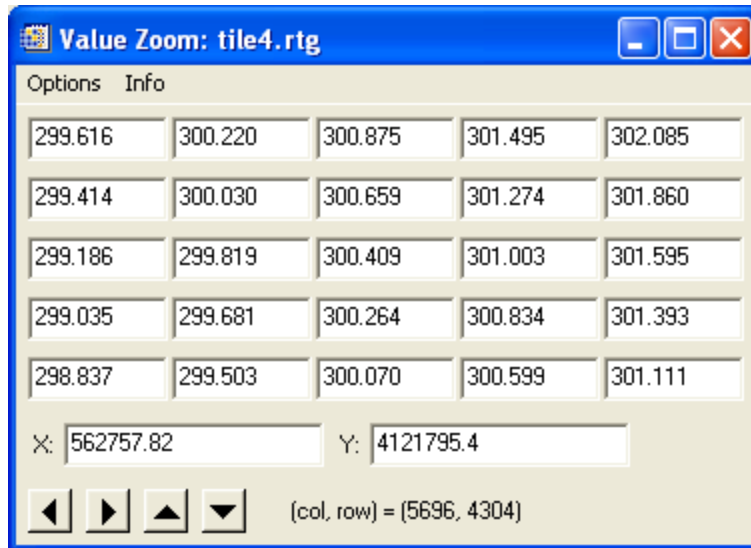 Value Zoom: tile4.rtg
Options Info
299.616 300.220 300.875 301.495 302.085
299.414 300.030 300.659 301.274 301.860
299.186 299.819 300.409 301.003 301.595
299.035 299.681 300.264 300.834 301.393
298.837 299.503 300.070 300.599 301.111
X: 562757.82 Y: 4121795.4
(col, row) = (5696, 4304)